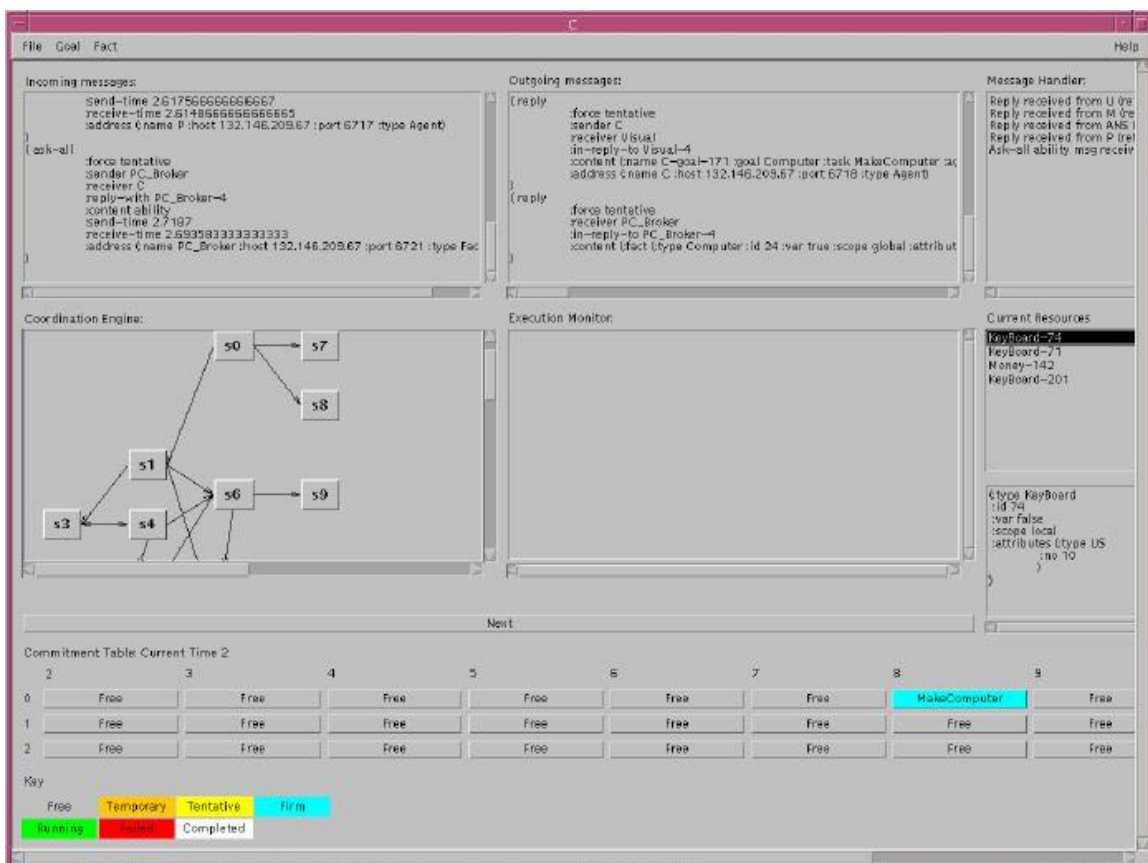 C
File Goal Fact Help
Incoming messages:
:send-time 2.617566666666667
:receive-time 2.6148666666666665
:address (:name P :host 132.146.209.67 :port 6717 :type Agent)
)
(ask-all
:force tentative
:sender PC_Broker
:receiver C
:reply-with PC_Broker-4
:content ability
:send-time 2.7187
:receive-time 2.693583333333333
:address (:name PC_Broker :host 132.146.209.67 :port 6721 :type Fac
)
Outgoing messages:
(reply
:force tentative
:sender C
:receiver Visual
:in-reply-to Visual-4
:content (:name C-goal-171 :goal Computer :task MakeComputer
:address (:name C :host 132.146.209.67 :port 6718 :type Agent)
)
(reply
:force tentative
:receiver PC_Broker
:in-reply-to PC_Broker-4
:content (:fact (:type Computer :id 24 :var true :scope global :attribut
)
Message Handler:
Reply received from U (re
Reply received from M (re
Reply received from ANS (
Reply received from P (re
Ask-all ability msg receiv
Coordination Engine:
s0 s7
s8
s1
s6 s9
s3 s4
Execution Monitor:
Current Resources
KeyBoard-74
KeyBoard-71
Money-142
KeyBoard-201
(:type KeyBoard
:id 74
:var false
:scope local
:attributes (:type US
:no 10
)
)
Next
Commitment Table: Current Time 2
2 3 4 5 6 7 8 9
0 Free Free Free Free Free Free MakeComputer Free
1 Free Free Free Free Free Free Free Free
2 Free Free Free Free Free Free Free Free
Key
Free Temporary Tentative Firm
Running Failed Completed